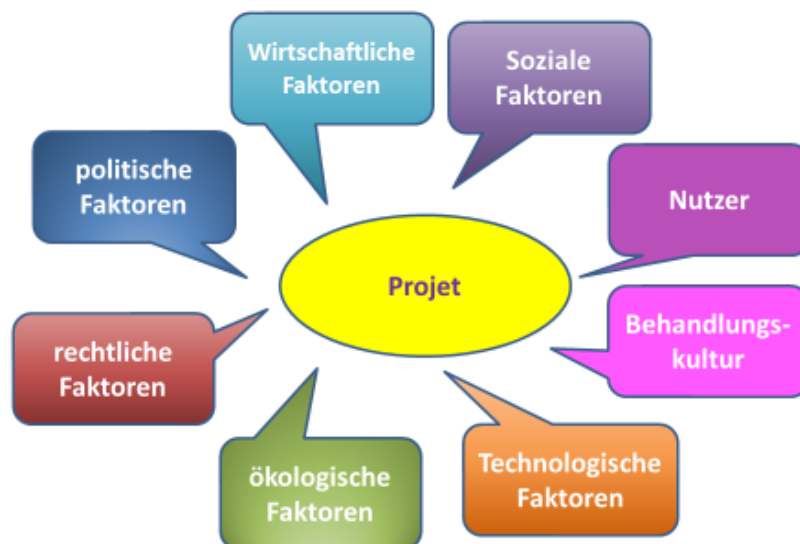 Wirtschaftliche
Faktoren
Soziale
Faktoren
politische
Faktoren
Nutzer
Projet
Behandlungs-
kultur
rechtliche
Faktoren
ökologische
Faktoren
Technologische
Faktoren